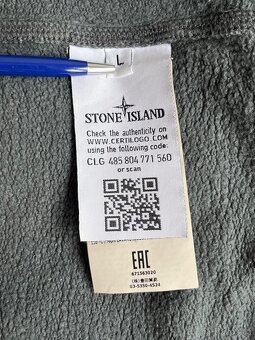 L
STONE ISLAND
Check the authenticity on
WWW.CERTILOGO.COM
using the following code:
CLG 485 804 771 560
or scan
EAC
671563020
03-5350-4524